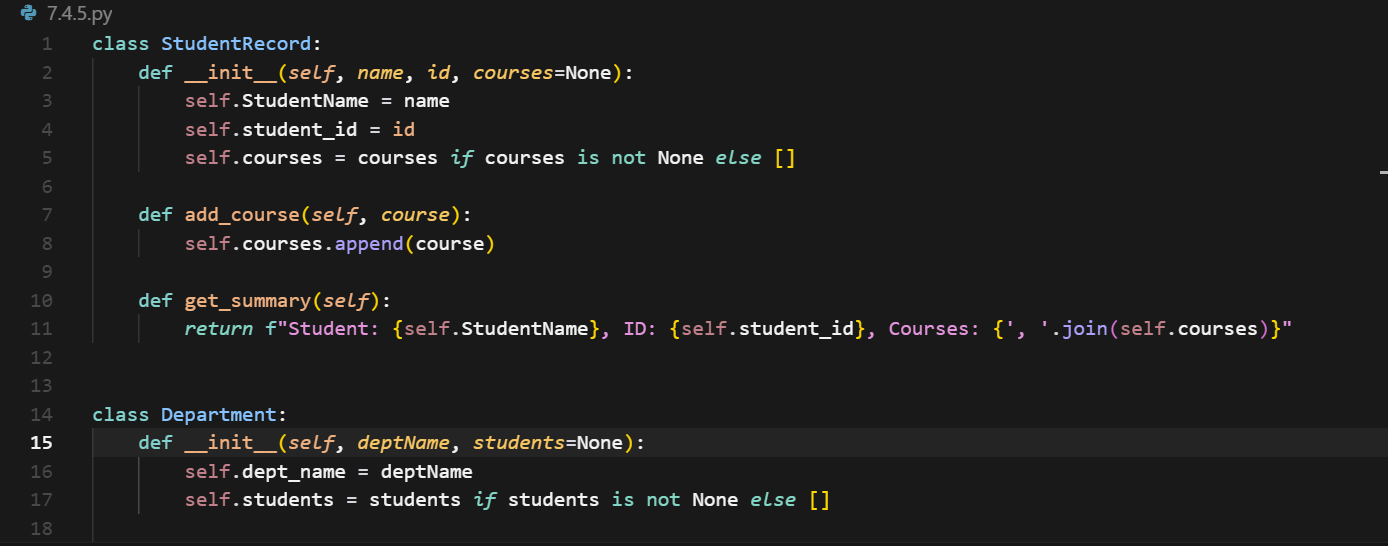 7.4.5.py
1 class StudentRecord:
2     def __init__(self, name, id, courses=None):
3         self.StudentName = name
4         self.student_id = id
5         self.courses = courses if courses is not None else []
6
7     def add_course(self, course):
8         self.courses.append(course)
9
10     def get_summary(self):
11         return f"Student: {self.StudentName}, ID: {self.student_id}, Courses: {', '.join(self.courses)}"
12
13
14 class Department:
15     def __init__(self, deptName, students=None):
16         self.dept_name = deptName
17         self.students = students if students is not None else []
18